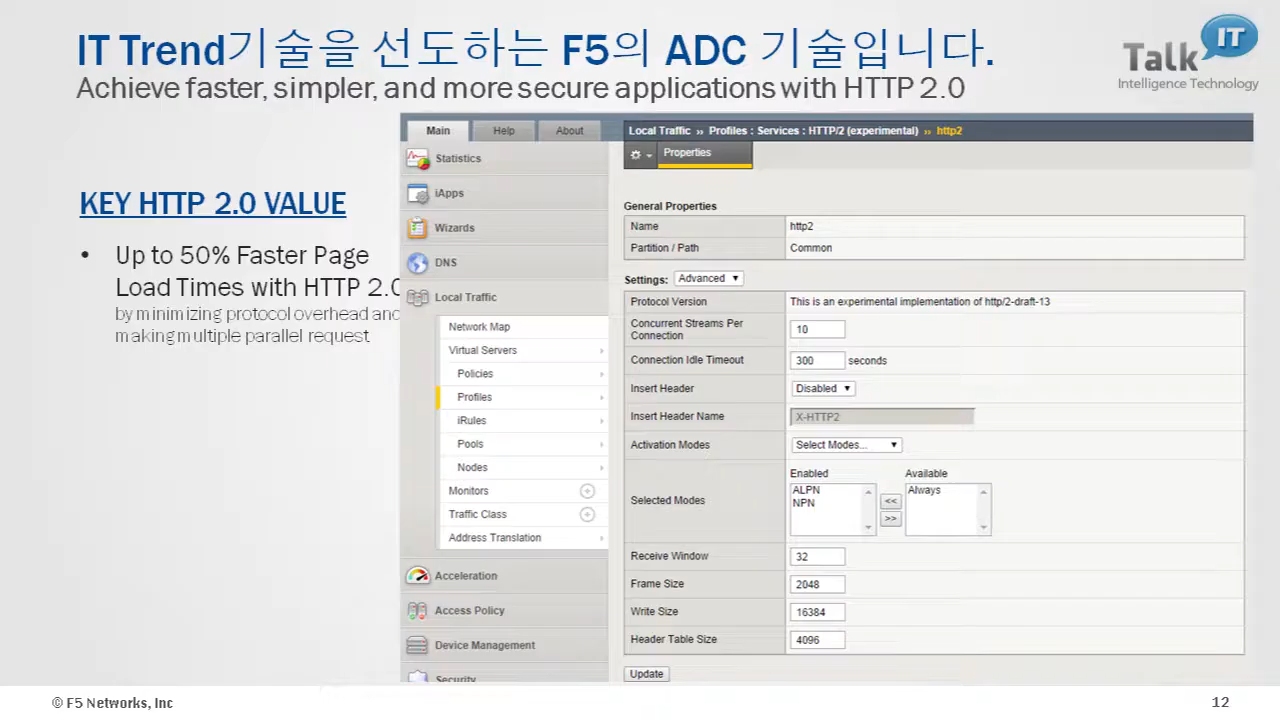 IT Trend기술을 선도하는 F5의 ADC 기술입니다.
Achieve faster, simpler, and more secure applications with HTTP 2.0
Talk IT
Intelligence Technology
KEY HTTP 2.0 VALUE
• Up to 50% Faster Page
Load Times with HTTP 2.0
by minimizing protocol overhead and
making multiple parallel request
Main Help About
Statistics
iApps
Wizards
DNS
Local Traffic
Network Map
Virtual Servers
Policies
Profiles
iRules
Pools
Nodes
Monitors
Traffic Class
Address Translation
Acceleration
Access Policy
Device Management
Security
Local Traffic ›› Profiles : Services : HTTP/2 (experimental) ›› http2
Properties
General Properties
Name http2
Partition / Path Common
Settings: Advanced
Protocol Version This is an experimental implementation of http/2-draft-13
Concurrent Streams Per
Connection 10
Connection Idle Timeout 300 seconds
Insert Header Disabled
Insert Header Name X-HTTP2
Activation Modes Select Modes...
Enabled Available
Selected Modes
ALPN << Always
NPN >>
Receive Window 32
Frame Size 2048
Write Size 16384
Header Table Size 4096
Update
© F5 Networks, Inc
12